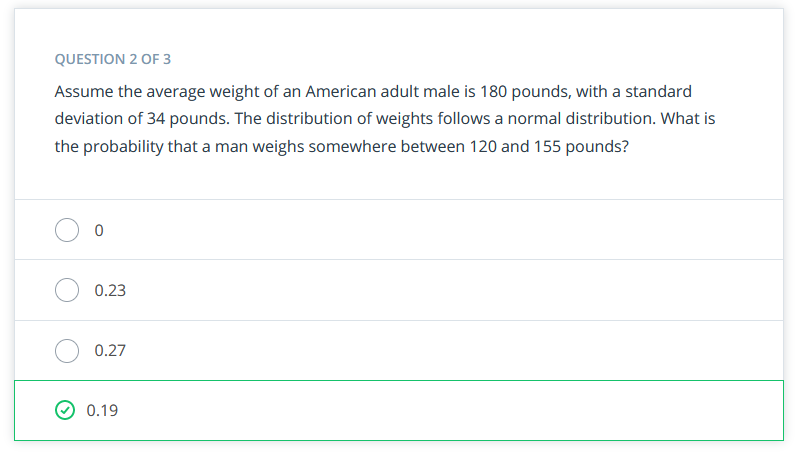 QUESTION 2 OF 3
Assume the average weight of an American adult male is 180 pounds, with a standard
deviation of 34 pounds. The distribution of weights follows a normal distribution. What is
the probability that a man weighs somewhere between 120 and 155 pounds?
0
0.23
0.27
0.19